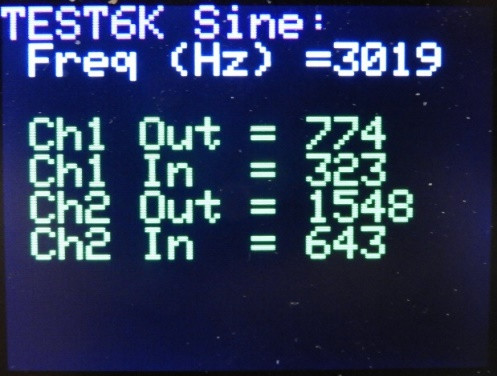 TEST6K Sine:
Freq (Hz) =3019
Ch1 Out = 774
Ch1 In = 323
Ch2 Out = 1548
Ch2 In = 643